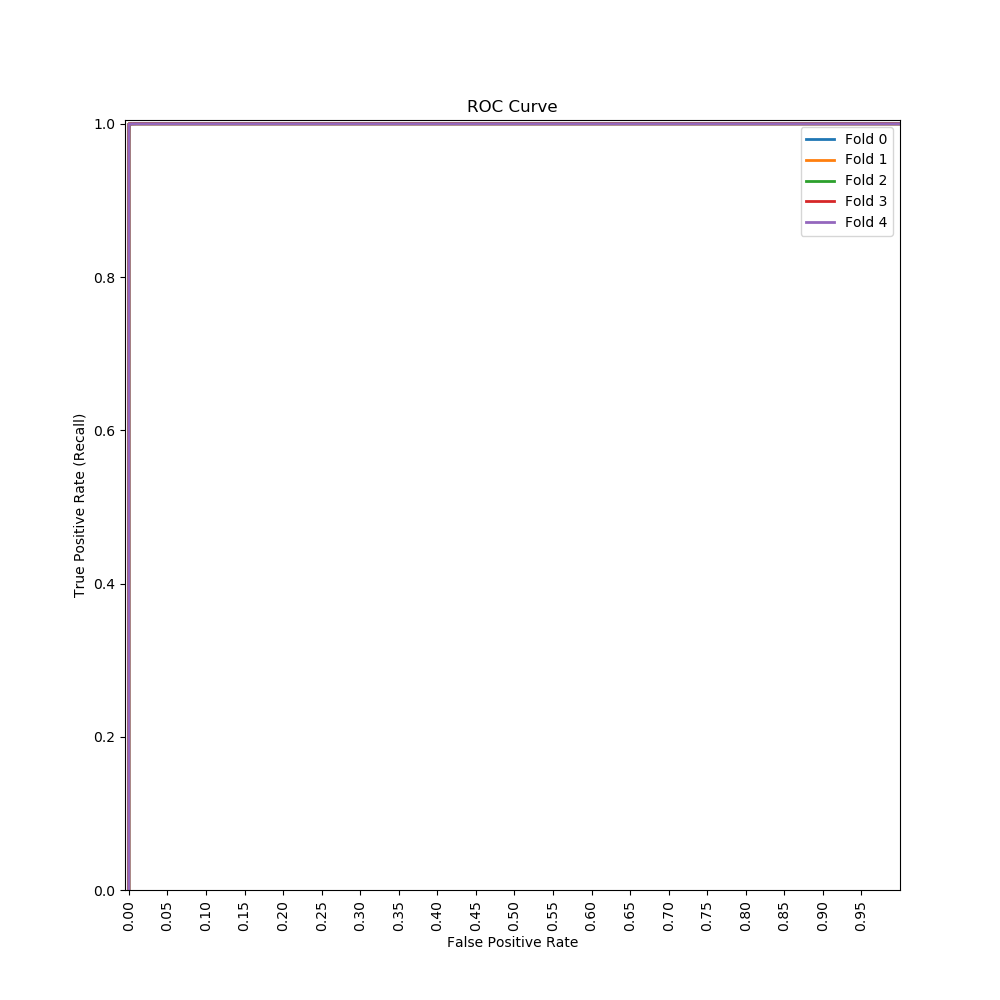 ROC Curve
1.0
0.8
0.6
0.4
0.2
0.0
True Positive Rate (Recall)
Fold 0
Fold 1
Fold 2
Fold 3
Fold 4
0.00 0.05 0.10 0.15 0.20 0.25 0.30 0.35 0.40 0.45 0.50 0.55 0.60 0.65 0.70 0.75 0.80 0.85 0.90 0.95
False Positive Rate